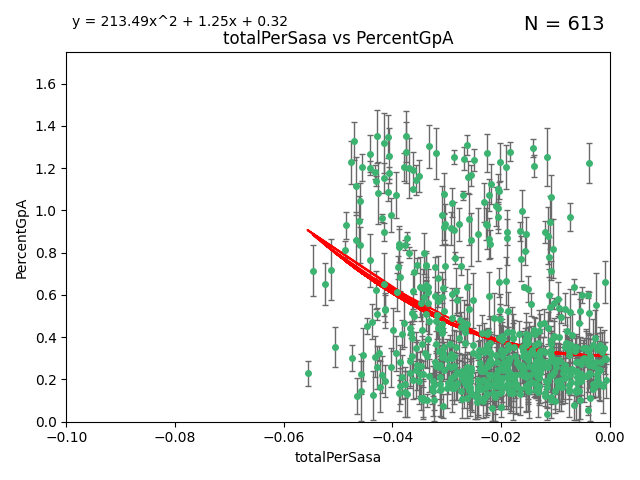 y = 213.49x^2 + 1.25x + 0.32
N = 613
totalPerSasa vs PercentGpA
PercentGpA
1.6
1.4
1.2
1.0
0.8
0.6
0.4
0.2
0.0
−0.10 −0.08 −0.06 −0.04 −0.02 0.00
totalPerSasa